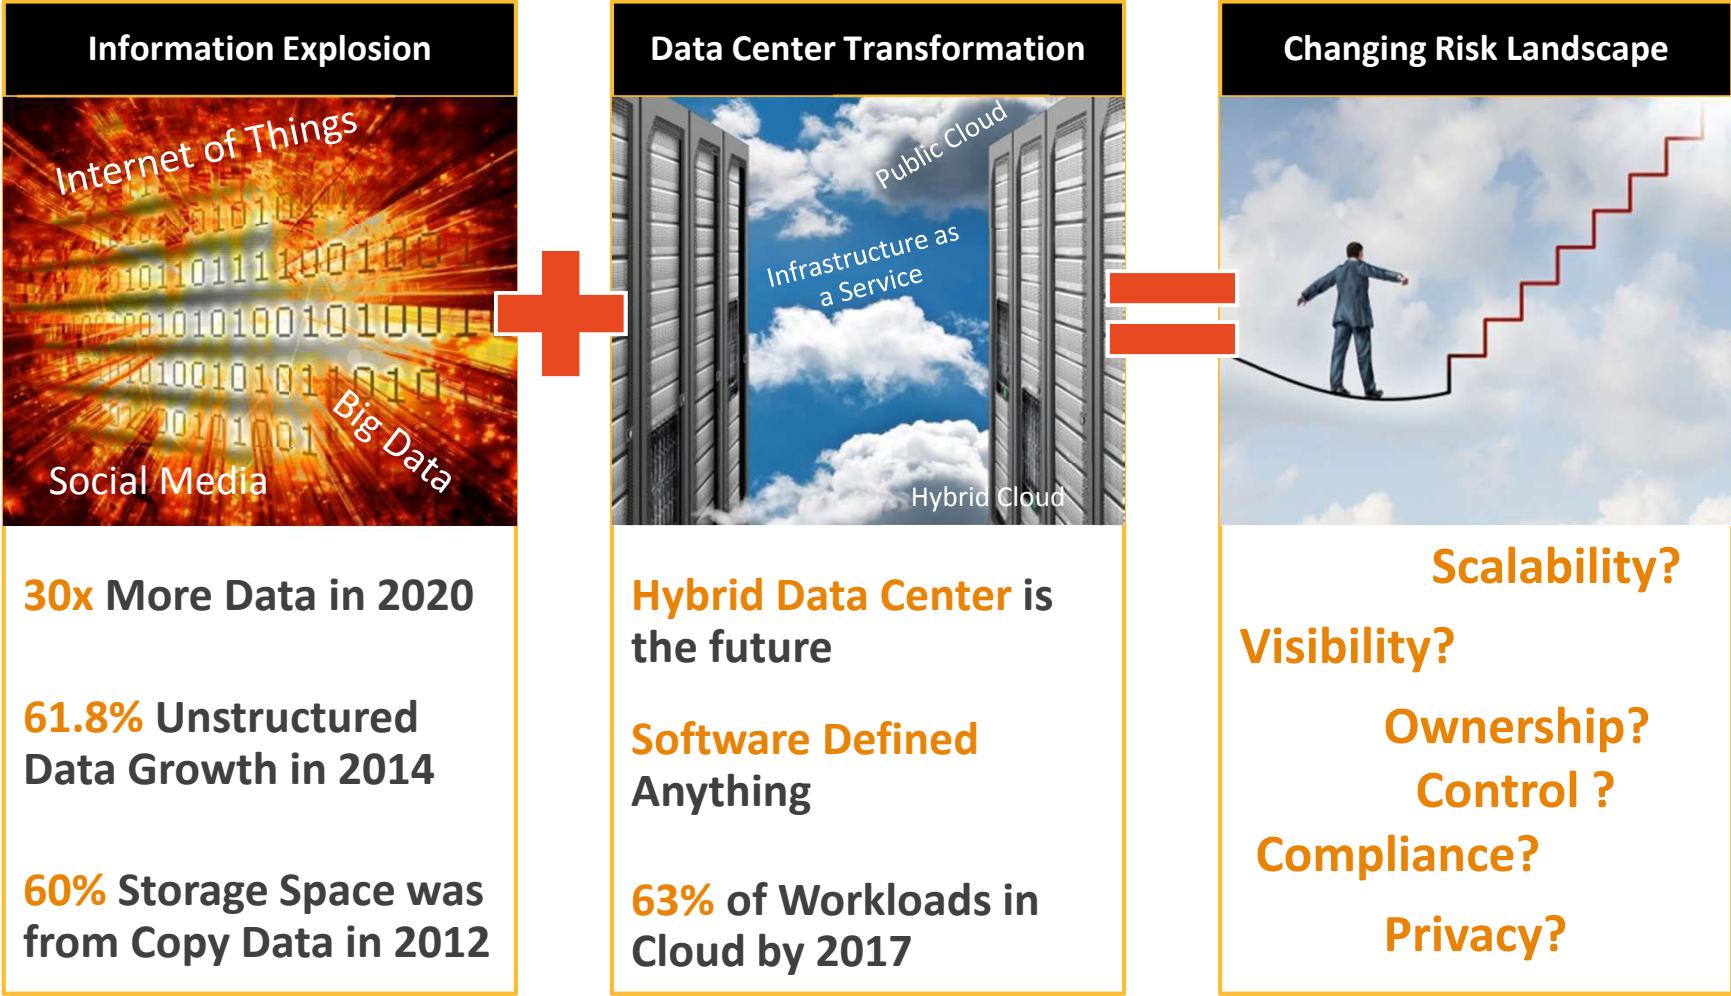 Information Explosion
Internet of Things
Big Data
Social Media
30x More Data in 2020
61.8% Unstructured
Data Growth in 2014
60% Storage Space was
from Copy Data in 2012
Data Center Transformation
Public Cloud
Infrastructure as
a Service
Hybrid Cloud
Hybrid Data Center is
the future
Software Defined
Anything
63% of Workloads in
Cloud by 2017
Changing Risk Landscape
Scalability?
Visibility?
Ownership?
Control ?
Compliance?
Privacy?